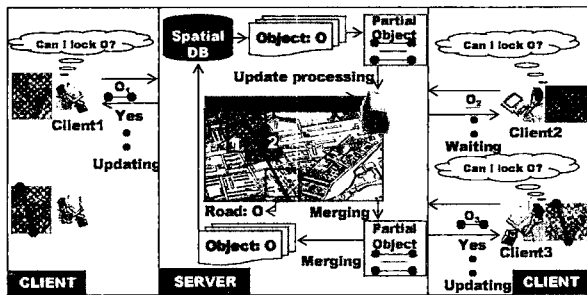 Can I lock O?
O₁
Client1
Yes
Updating
CLIENT
Spatial
DB
Object: O
Partial
Object
Update processing
2
Road: O
Merging
Object: O
Merging
Partial
Object
SERVER
Can I lock O?
O₂
Client2
Waiting
Can I lock O?
O₃
Client3
Yes
Updating
CLIENT